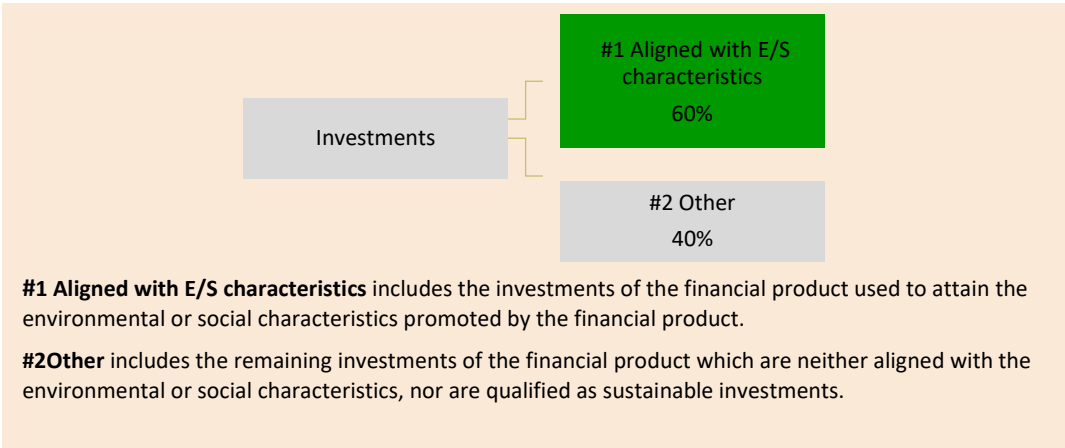 #1 Aligned with E/S
characteristics
60%
Investments
#2 Other
40%
#1 Aligned with E/S characteristics includes the investments of the financial product used to attain the
environmental or social characteristics promoted by the financial product.
#2Other includes the remaining investments of the financial product which are neither aligned with the
environmental or social characteristics, nor are qualified as sustainable investments.